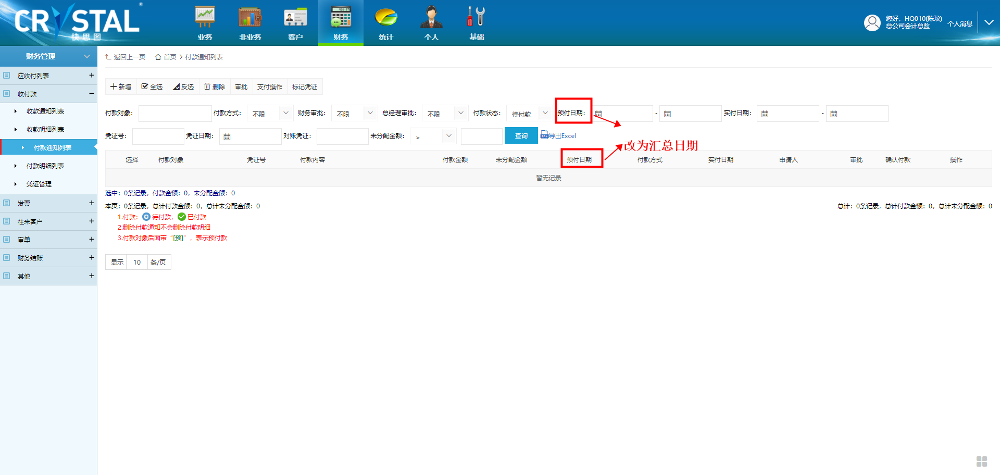 CRYSTAL ®
快思图
业务 非业务 客户 财务 统计 个人 基础
您好，HQ010(陈玟)
总公司会计总监
个人消息
财务管理
应收付列表 +
收付款 −
收款通知列表
收款明细列表
付款通知列表
付款明细列表
凭证管理
发票 +
往来客户 +
审单 +
财务结账 +
其他 +
返回上一页 首页 > 付款通知列表
新增 全选 反选 删除 审批 支付操作 标记凭证
付款对象： 付款方式： 不限 财务审批： 不限 总经理审批： 不限 付款状态： 待付款 预付日期： - 实付日期： -
凭证号： 凭证日期： 对账凭证： 未分配金额： > 查询 导出Excel
改为汇总日期
选择 付款对象 凭证号 付款内容 付款金额 未分配金额 预付日期 付款方式 实付日期 申请人 审批 确认付款 操作
暂无记录
选中：0条记录，付款金额：0，未分配金额：0
本页：0条记录，总计付款金额：0，总计未分配金额：0 总计：0条记录，总计付款金额：0，总计未分配金额：0
1.付款： 待付款， 已付款
2.删除付款通知不会删除付款明细
3.付款对象后面带“[预]”，表示预付款
显示 10 条/页